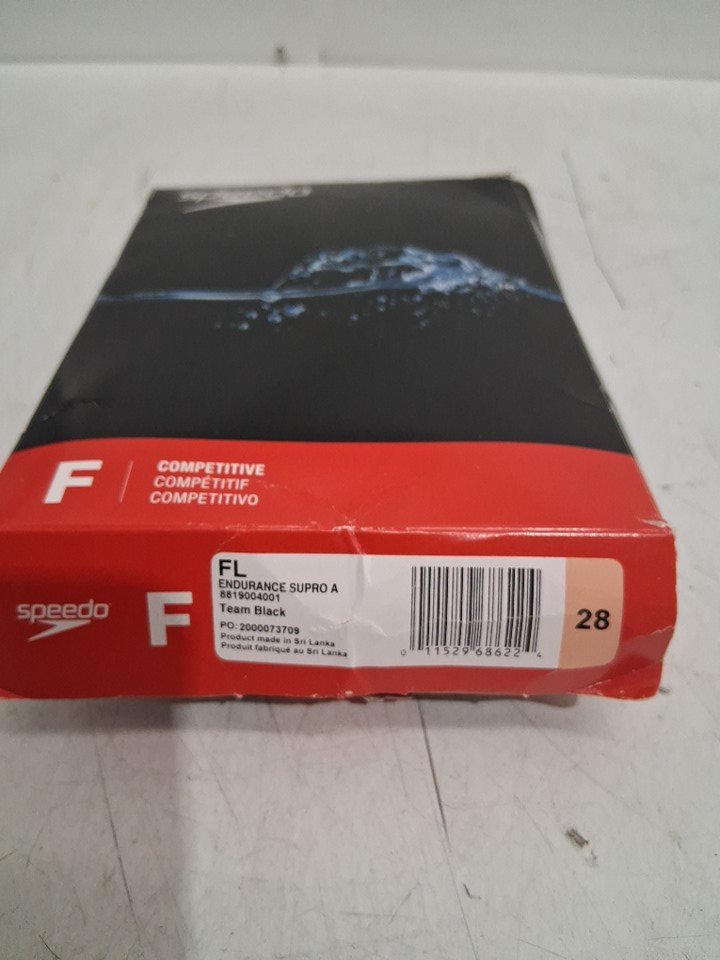 speedo
F
COMPETITIVE
COMPÉTITIF
COMPETITIVO
speedo
F
FL
ENDURANCE SUPRO A
8819004001
Team Black
PO: 2000073709
Product made in Sri Lanka
Produit fabriqué au Sri Lanka
0 11529 68622 4
28